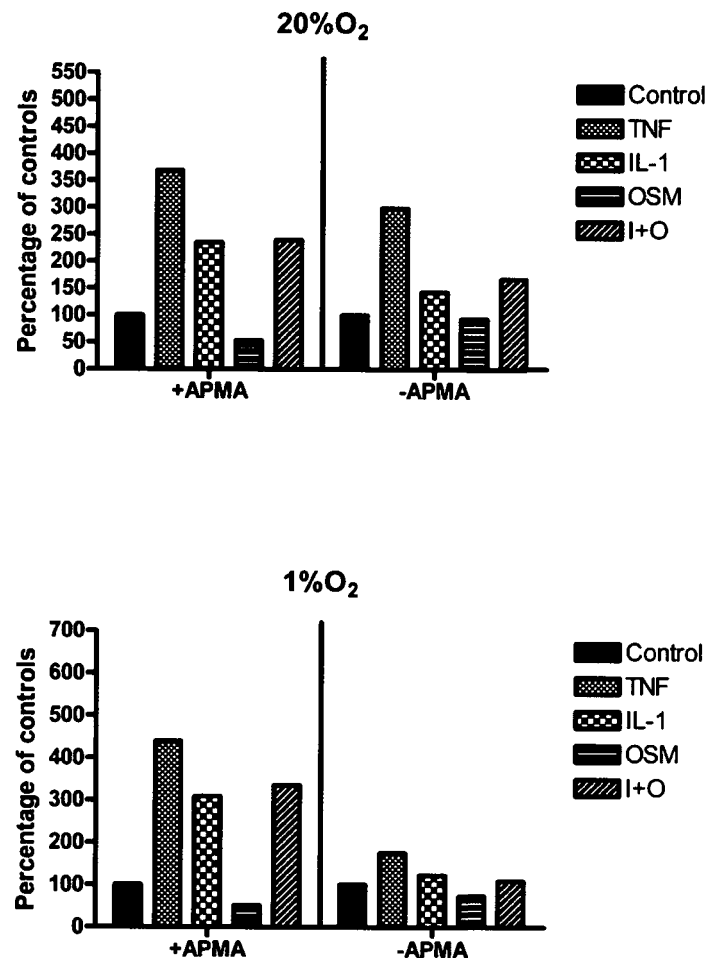 20%O₂
Percentage of controls
550
500
450
400
350
300
250
200
150
100
50
0
+APMA
-APMA
Control
TNF
IL-1
OSM
I+O
1%O₂
Percentage of controls
700
600
500
400
300
200
100
0
+APMA
-APMA
Control
TNF
IL-1
OSM
I+O